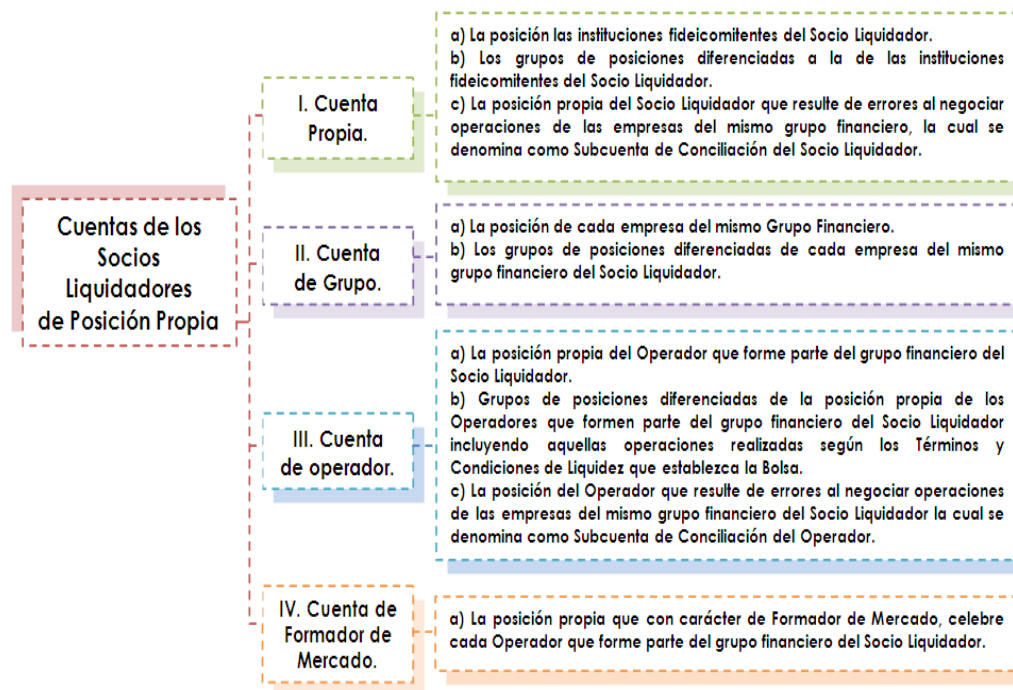 Cuentas de los
Socios
Liquidadores
de Posición Propia
I. Cuenta
Propia.
a) La posición las instituciones fideicomitentes del Socio Liquidador.
b) Los grupos de posiciones diferenciadas a la de las instituciones
fideicomitentes del Socio Liquidador.
c) La posición propia del Socio Liquidador que resulte de errores al negociar
operaciones de las empresas del mismo grupo financiero, la cual se
denomina como Subcuenta de Conciliación del Socio Liquidador.
II. Cuenta
de Grupo.
a) La posición de cada empresa del mismo Grupo Financiero.
b) Los grupos de posiciones diferenciadas de cada empresa del mismo
grupo financiero del Socio Liquidador.
III. Cuenta
de operador.
a) La posición propia del Operador que forme parte del grupo financiero del
Socio Liquidador.
b) Grupos de posiciones diferenciadas de la posición propia de los
Operadores que formen parte del grupo financiero del Socio Liquidador
incluyendo aquellas operaciones realizadas según los Términos y
Condiciones de Liquidez que establezca la Bolsa.
c) La posición del Operador que resulte de errores al negociar operaciones
de las empresas del mismo grupo financiero del Socio Liquidador la cual se
denomina como Subcuenta de Conciliación del Operador.
IV. Cuenta de
Formador de
Mercado.
a) La posición propia que con carácter de Formador de Mercado, celebre
cada Operador que forme parte del grupo financiero del Socio Liquidador.